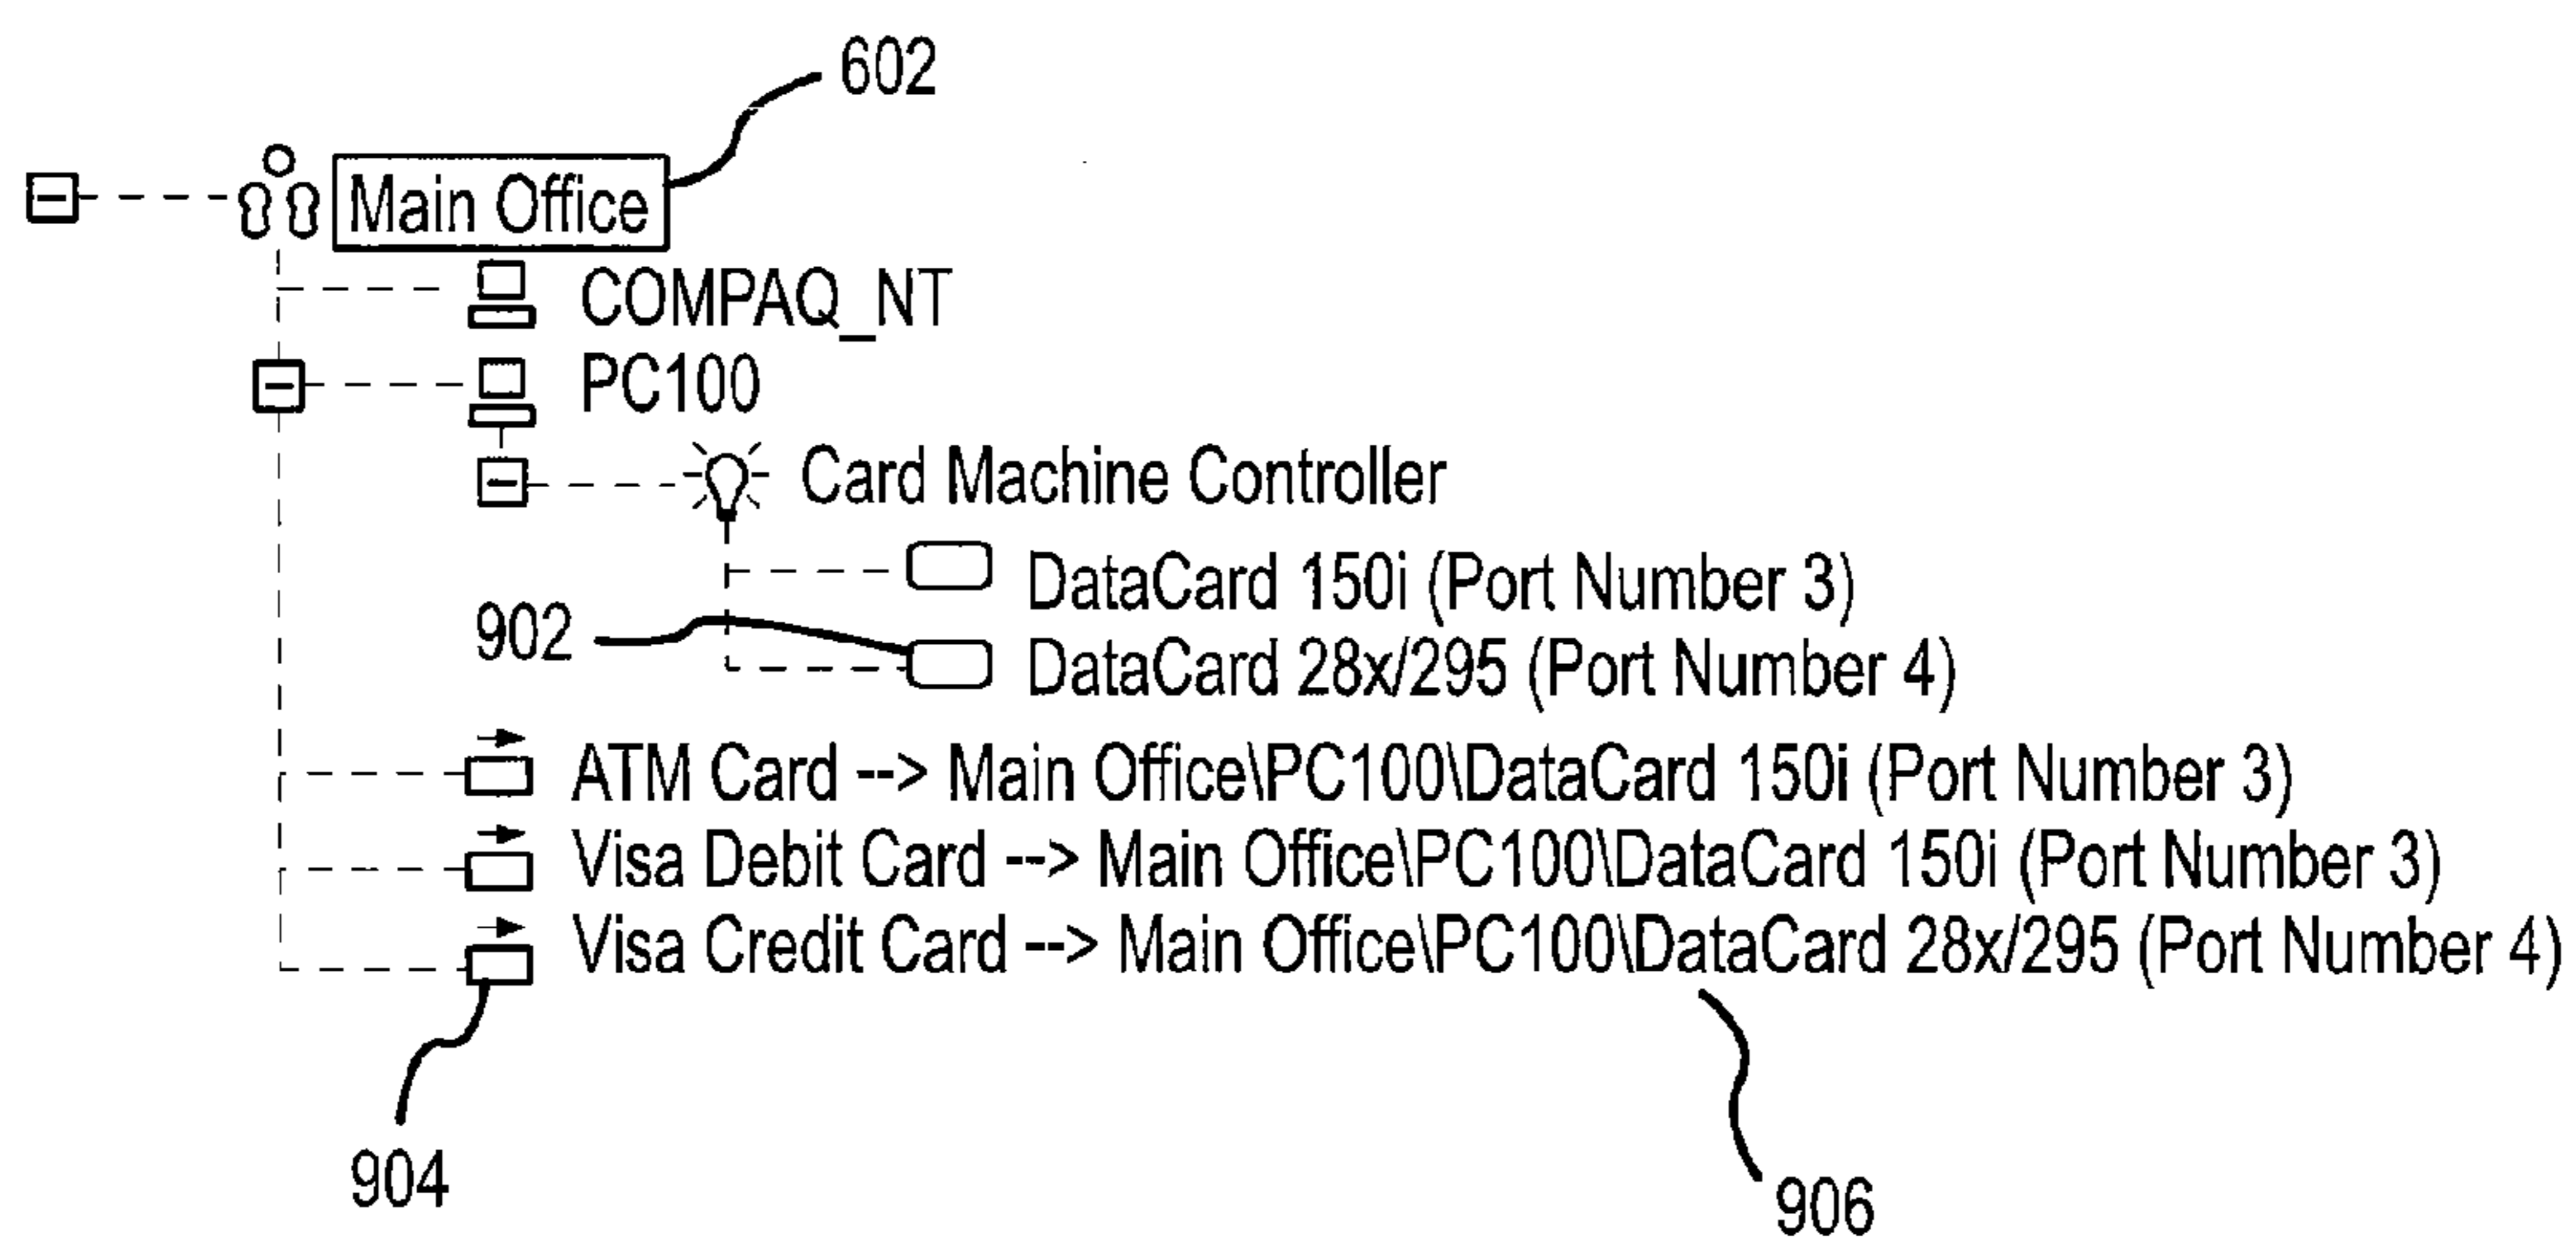 602
Main Office
COMPAQ_NT
PC100
Card Machine Controller
DataCard 150i (Port Number 3)
902
DataCard 28x/295 (Port Number 4)
ATM Card --> Main Office\PC100\DataCard 150i (Port Number 3)
Visa Debit Card --> Main Office\PC100\DataCard 150i (Port Number 3)
Visa Credit Card --> Main Office\PC100\DataCard 28x/295 (Port Number 4)
904
906